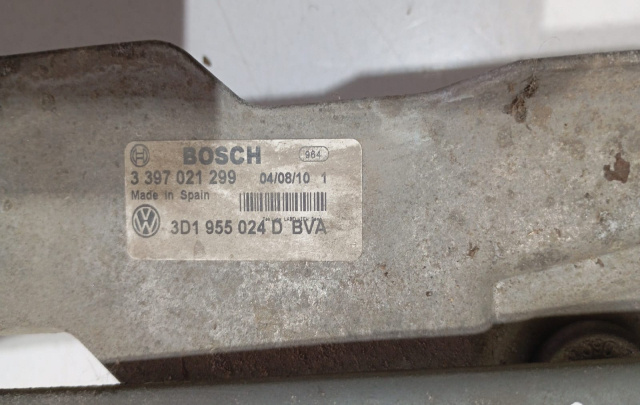 BOSCH 984
3 397 021 299 04/08/10 1
Made in Spain
3D1 955 024 D BVA